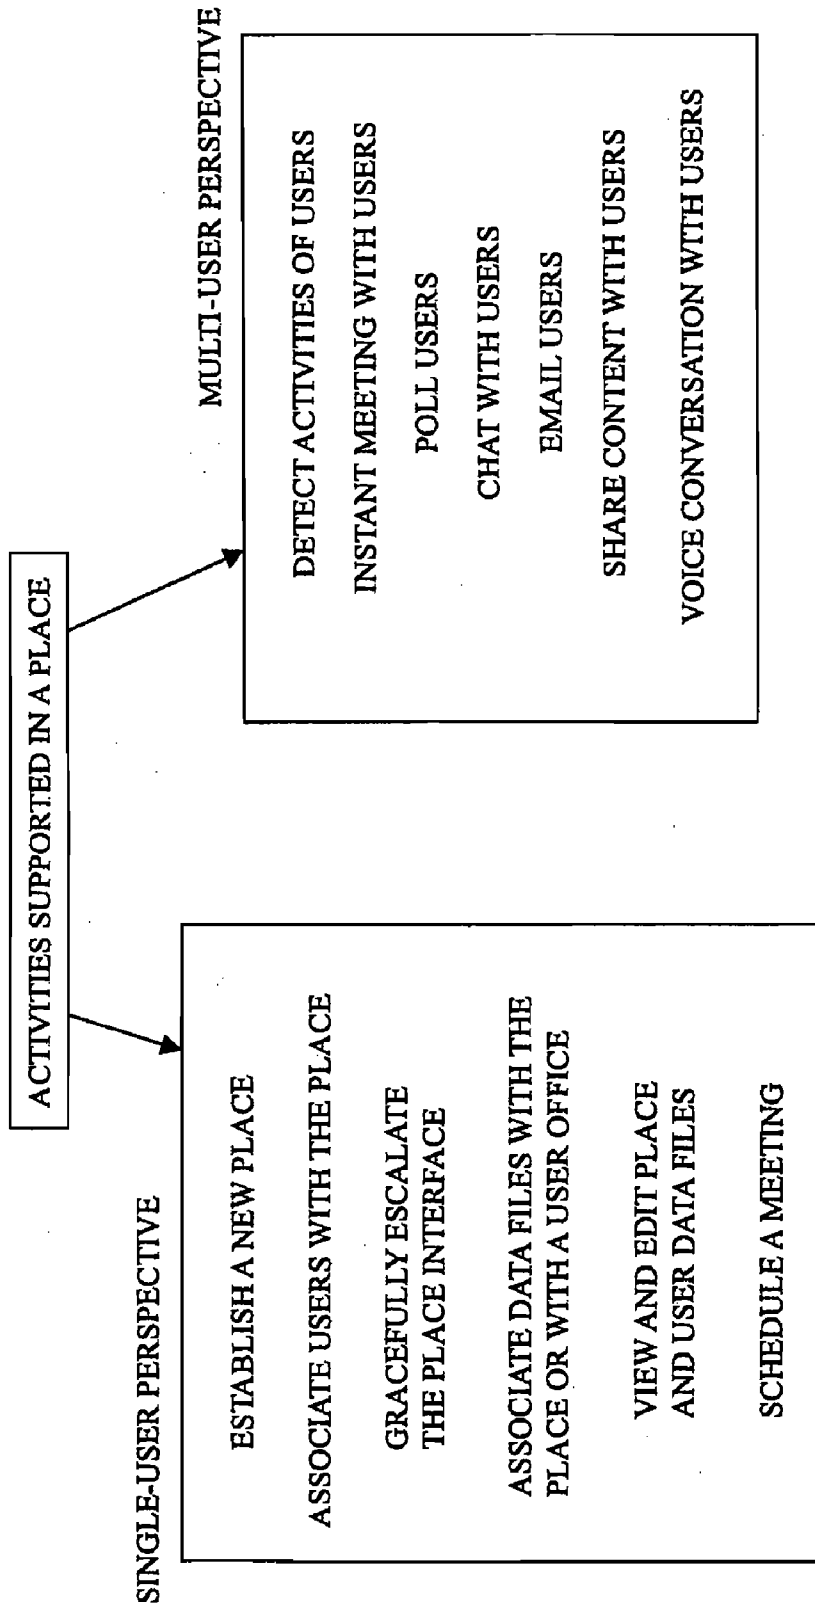 ACTIVITIES SUPPORTED IN A PLACE
SINGLE-USER PERSPECTIVE
ESTABLISH A NEW PLACE
ASSOCIATE USERS WITH THE PLACE
GRACEFULLY ESCALATE
THE PLACE INTERFACE
ASSOCIATE DATA FILES WITH THE
PLACE OR WITH A USER OFFICE
VIEW AND EDIT PLACE
AND USER DATA FILES
SCHEDULE A MEETING
MULTI-USER PERSPECTIVE
DETECT ACTIVITIES OF USERS
INSTANT MEETING WITH USERS
POLL USERS
CHAT WITH USERS
EMAIL USERS
SHARE CONTENT WITH USERS
VOICE CONVERSATION WITH USERS